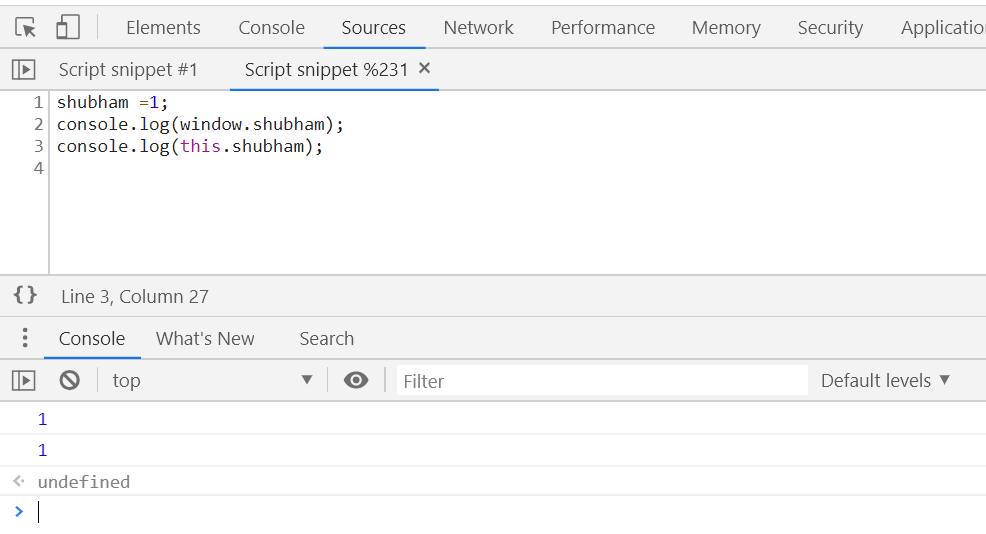 Elements Console Sources Network Performance Memory Security Applicatio
Script snippet #1 Script snippet %231 ×
1 shubham =1;
2 console.log(window.shubham);
3 console.log(this.shubham);
4
{} Line 3, Column 27
Console What's New Search
top ▼ Filter Default levels ▼
1
1
undefined
>